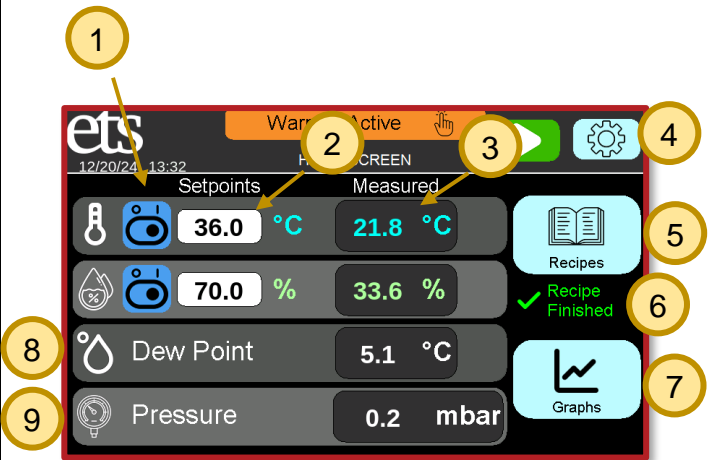 1
ets
Active
2
3
4
12/20/24 13:32
Setpoints
Measured
36.0 °C
21.8 °C
5
Recipes
70.0 %
33.6 %
Recipe
Finished
6
8
Dew Point
5.1 °C
7
Graphs
9
Pressure
0.2 mbar